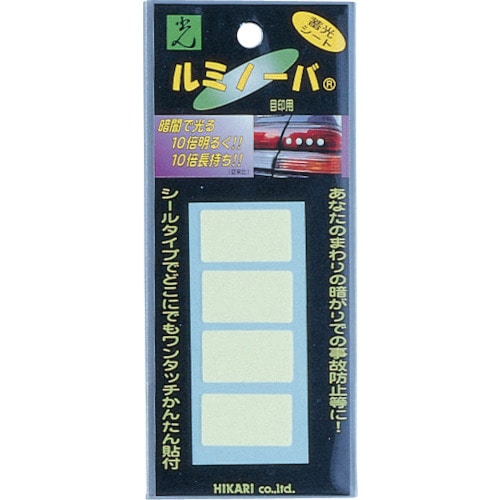 光
蓄光
シート
ルミノーバ®
目印用
暗闇で光る
10倍明るく!!
10倍長持ち!!
(従来比)
あなたのまわりの暗がりでの事故防止等に!
シールタイプでどこにでもワンタッチかんたん貼付
HIKARI co.,ltd.